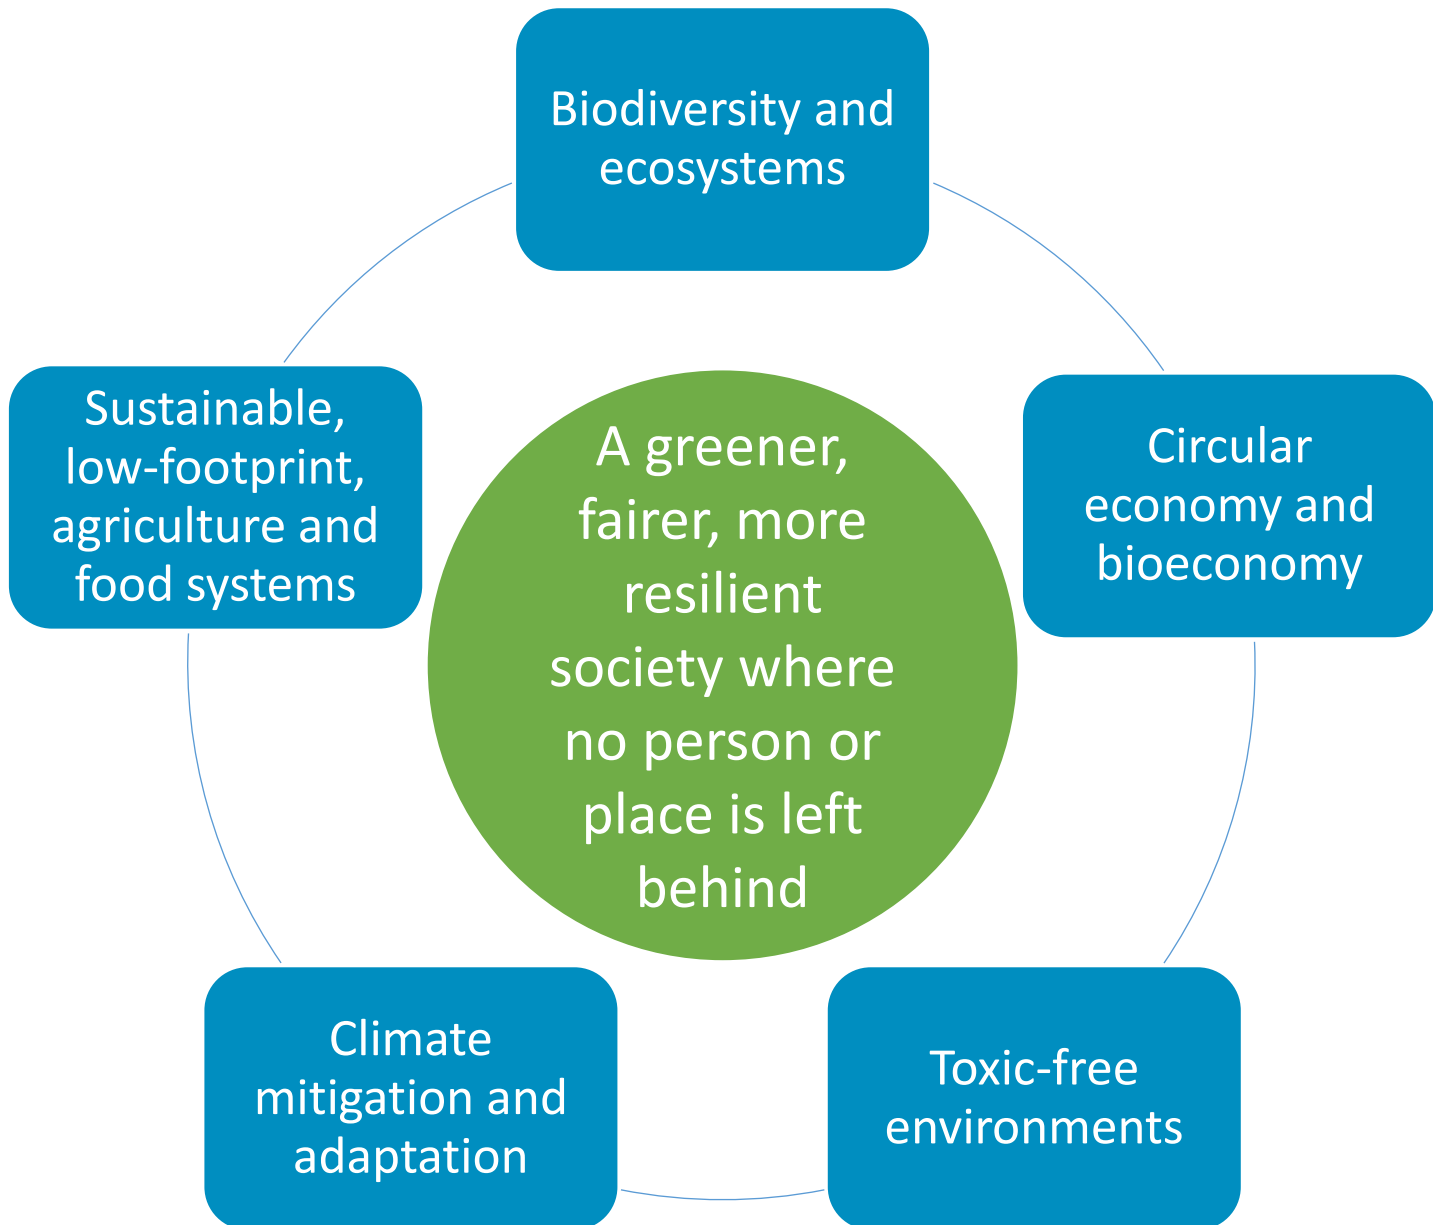 Biodiversity and
ecosystems
Sustainable,
low-footprint,
agriculture and
food systems
A greener,
fairer, more
resilient
society where
no person or
place is left
behind
Circular
economy and
bioeconomy
Climate
mitigation and
adaptation
Toxic-free
environments